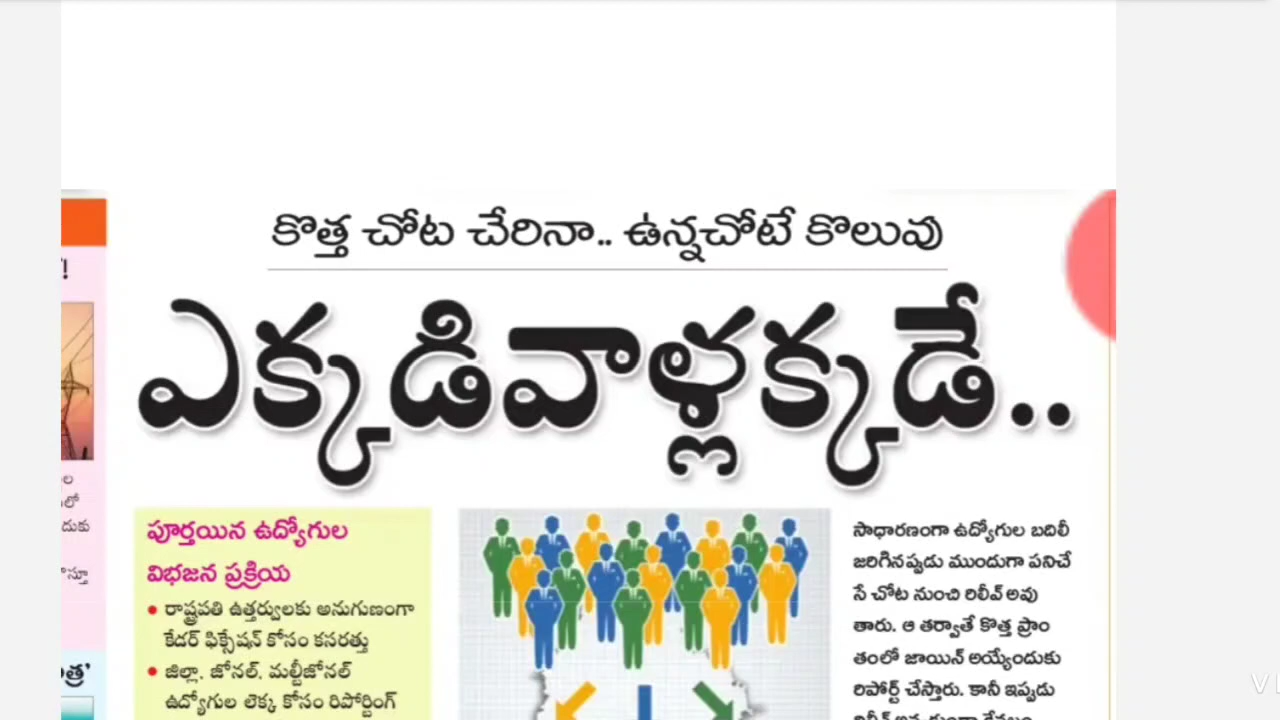 కొత్త చోట చేరినా.. ఉన్నచోటే కొలువు
ఎక్కడివాళ్లక్కడే..
పూర్తయిన ఉద్యోగుల
విభజన ప్రక్రియ
• రాష్ట్రపతి ఉత్తర్వులకు అనుగుణంగా
కేడర్ ఫిక్సేషన్ కోసం కసరత్తు
• జిల్లా, జోనల్, మల్టీజోనల్
ఉద్యోగుల లెక్క కోసం రిపోర్టింగ్
సాధారణంగా ఉద్యోగుల బదిలీ
జరిగినప్పుడు ముందుగా పనిచే
సే చోట నుంచి రిలీవ్ అవు
తారు. ఆ తర్వాతే కొత్త ప్రాం
తంలో జాయిన్ అయ్యేందుకు
రిపోర్ట్ చేస్తారు. కానీ ఇప్పుడు